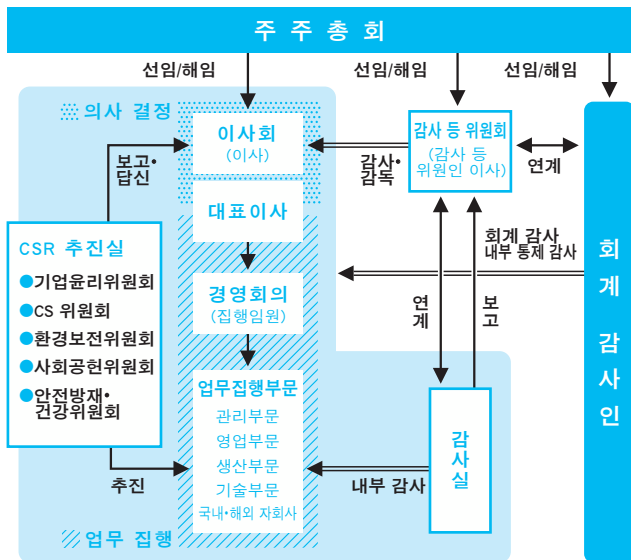 주주총회
선임/해임
선임/해임
선임/해임
의사 결정
이사회
(이사)
감사·
감독
감사 등 위원회
(감사 등
위원인 이사)
연계
보고·
답신
대표이사
CSR 추진실
●기업윤리위원회
●CS 위원회
●환경보전위원회
●사회공헌위원회
●안전방재·
건강위원회
경영회의
(집행임원)
회계 감사
내부 통제 감사
연계
보고
회계 감사인
업무집행부문
관리부문
영업부문
생산부문
기술부문
국내·해외 자회사
감사실
추진
내부 감사
업무 집행